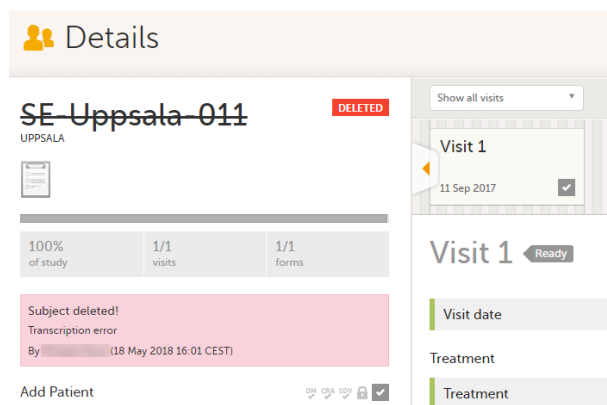 Details
SE-Uppsala-011
DELETED
UPPSALA
100%
of study
1/1
visits
1/1
forms
Subject deleted!
Transcription error
By (18 May 2018 16:01 CEST)
Add Patient
DM CRA SDV
Show all visits
Visit 1
11 Sep 2017
Visit 1 Ready
Visit date
Treatment
Treatment